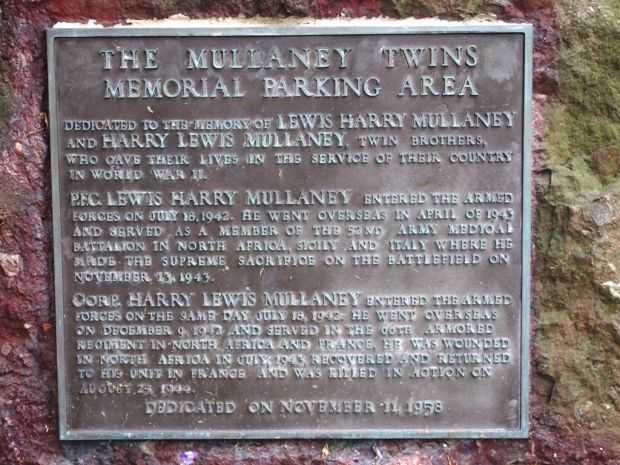 THE MULLANEY TWINS
MEMORIAL PARKING AREA
DEDICATED TO THE MEMORY OF LEWIS HARRY MULLANEY
AND HARRY LEWIS MULLANEY, TWIN BROTHERS,
WHO GAVE THEIR LIVES IN THE SERVICE OF THEIR COUNTRY
IN WORLD WAR II.
P.F.C. LEWIS HARRY MULLANEY ENTERED THE ARMED
FORCES ON JULY 18, 1942. HE WENT OVERSEAS IN APRIL OF 1943
AND SERVED AS A MEMBER OF THE 52ND ARMY MEDICAL
BATTALION IN NORTH AFRICA, SICILY AND ITALY WHERE HE
MADE THE SUPREME SACRIFICE ON THE BATTLEFIELD ON
NOVEMBER 23, 1943.
CORP. HARRY LEWIS MULLANEY ENTERED THE ARMED
FORCES ON THE SAME DAY JULY 18, 1942. HE WENT OVERSEAS
ON DECEMBER 9, 1942 AND SERVED IN THE 66TH ARMORED
REGIMENT IN NORTH AFRICA AND FRANCE. HE WAS WOUNDED
IN NORTH AFRICA IN JULY, 1943 RECOVERED AND RETURNED
TO HIS UNIT IN FRANCE AND WAS KILLED IN ACTION ON
AUGUST 23, 1944.
DEDICATED ON NOVEMBER 11, 1958